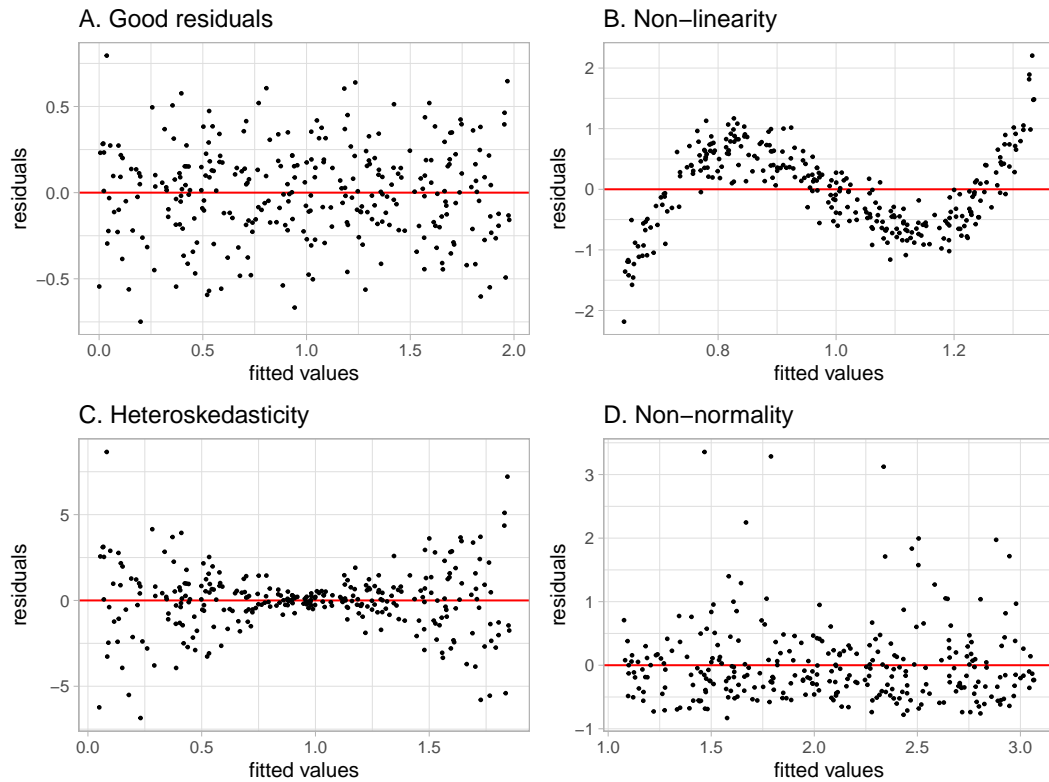 A. Good residuals
residuals
0.5
0.0
−0.5
0.0
0.5
1.0
1.5
2.0
fitted values
B. Non−linearity
residuals
2
1
0
−1
−2
0.8
1.0
1.2
fitted values
C. Heteroskedasticity
residuals
5
0
−5
0.0
0.5
1.0
1.5
fitted values
D. Non−normality
residuals
3
2
1
0
−1
1.0
1.5
2.0
2.5
3.0
fitted values